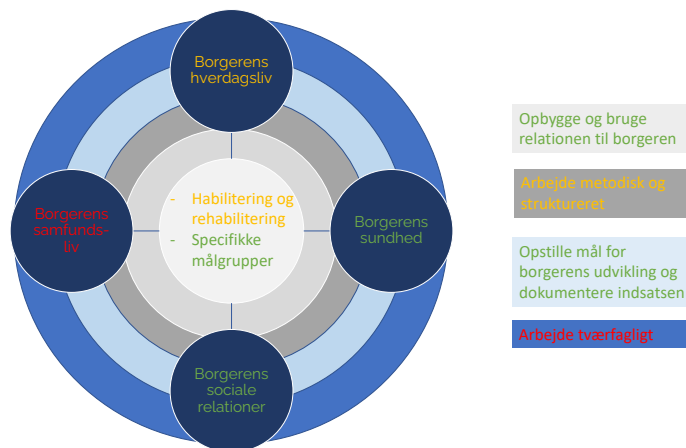 Borgerens
hverdagsliv
Borgerens
samfunds-
liv
- Habilitering og
rehabilitering
- Specifikke
målgrupper
Borgerens
sundhed
Borgerens
sociale
relationer
Opbygge og bruge
relationen til borgeren
Arbejde metodisk og
struktureret
Opstille mål for
borgerens udvikling og
dokumentere indsatsen
Arbejde tværfagligt